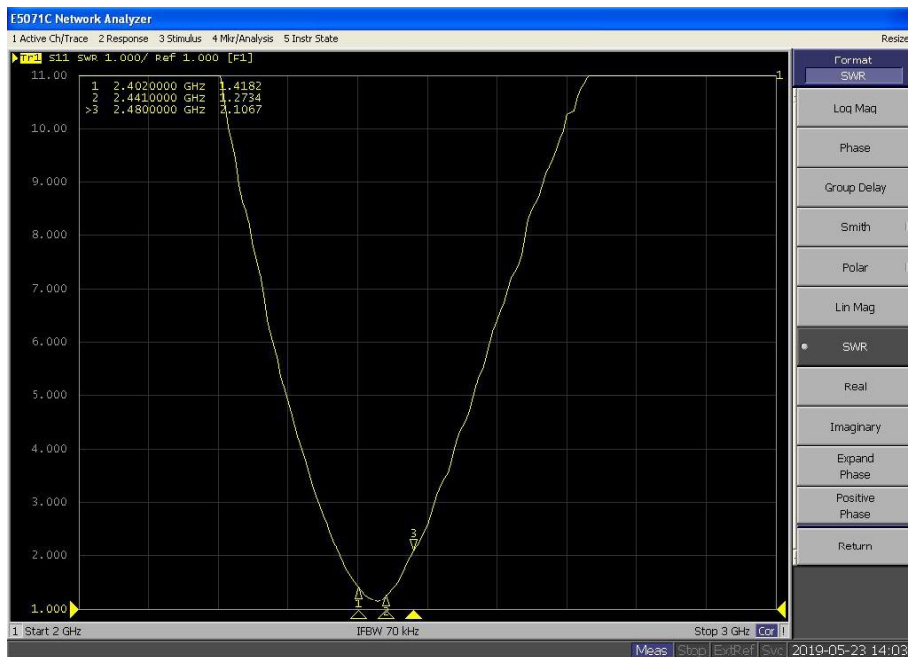 E5071C Network Analyzer
1 Active Ch/Trace 2 Response 3 Stimulus 4 Mkr/Analysis 5 Instr State
Resize
Tr1 S11 SWR 1.000/ Ref 1.000 [F1]
11.00
1 2.4020000 GHz 1.4182
2 2.4410000 GHz 1.2734
>3 2.4800000 GHz 2.1067
1
10.00
9.000
8.000
7.000
6.000
5.000
4.000
3.000
2.000
1.000
3
1
2
Format
SWR
Log Mag
Phase
Group Delay
Smith
Polar
Lin Mag
SWR
Real
Imaginary
Expand
Phase
Positive
Phase
Return
1 Start 2 GHz
IFBW 70 kHz
Stop 3 GHz Cor !
Meas Stop ExtRef Svc 2019-05-23 14:03